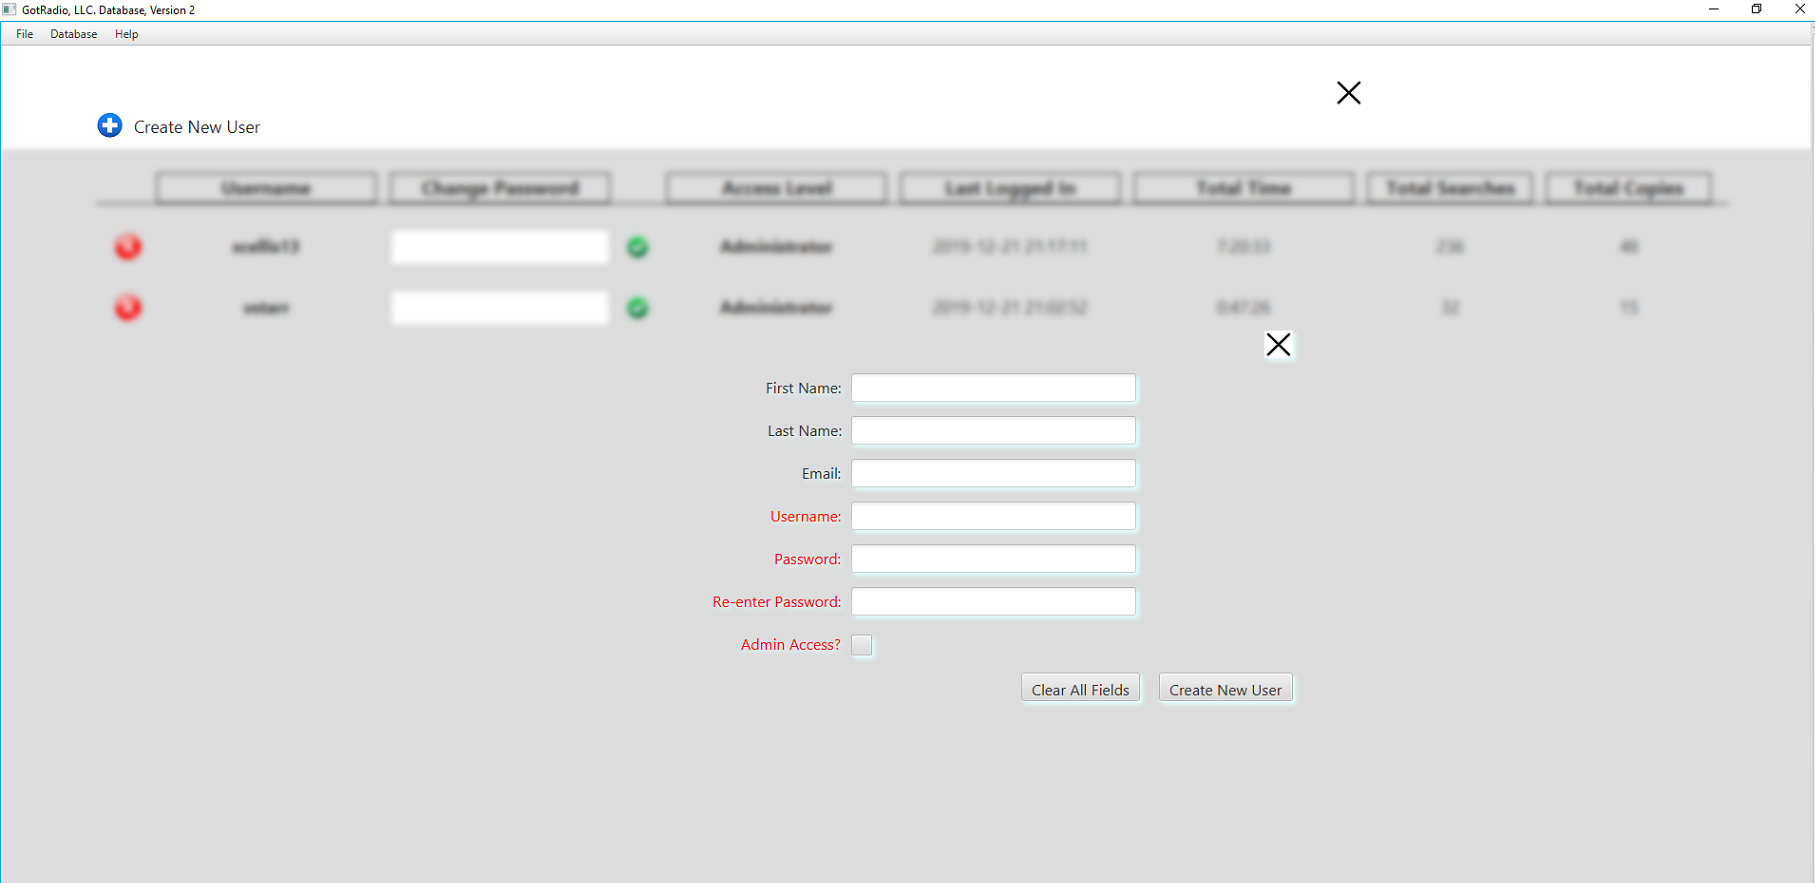 GotRadio, LLC. Database, Version 2
File Database Help
Create New User
Username Change Password Access Level Last Logged In Total Time Total Searches Total Copies
Administrator 2019-12-21 21:17:11 7:20:33 236 48
Administrator 2019-12-21 21:02:52 0:47:26 32 15
First Name:
Last Name:
Email:
Username:
Password:
Re-enter Password:
Admin Access?
Clear All Fields Create New User